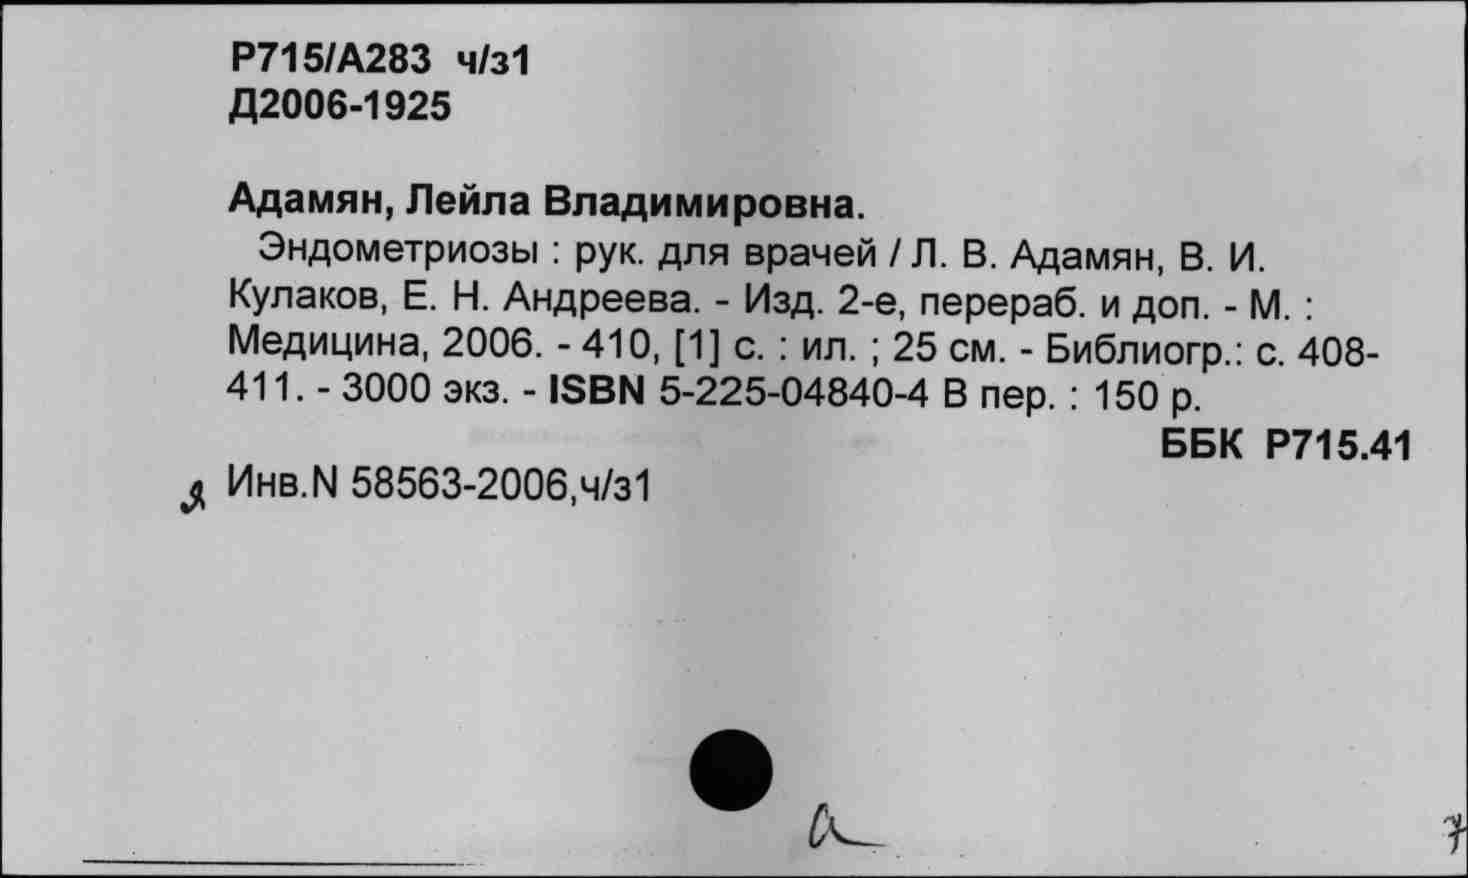 Р715/А283 ч/з1
Д2006-1925
Адамян, Лейла Владимировна.
Эндометриозы : рук. для врачей / Л. В. Адамян, В. И.
Кулаков, Е. Н. Андреева. - Изд. 2-е, перераб. и доп. - М. :
Медицина, 2006. - 410, [1] с. : ил. ; 25 см. - Библиогр.: с. 408-
411. - 3000 экз. - ISBN 5-225-04840-4 В пер. : 150 р.
ББК Р715.41
Инв.N 58563-2006,ч/з1